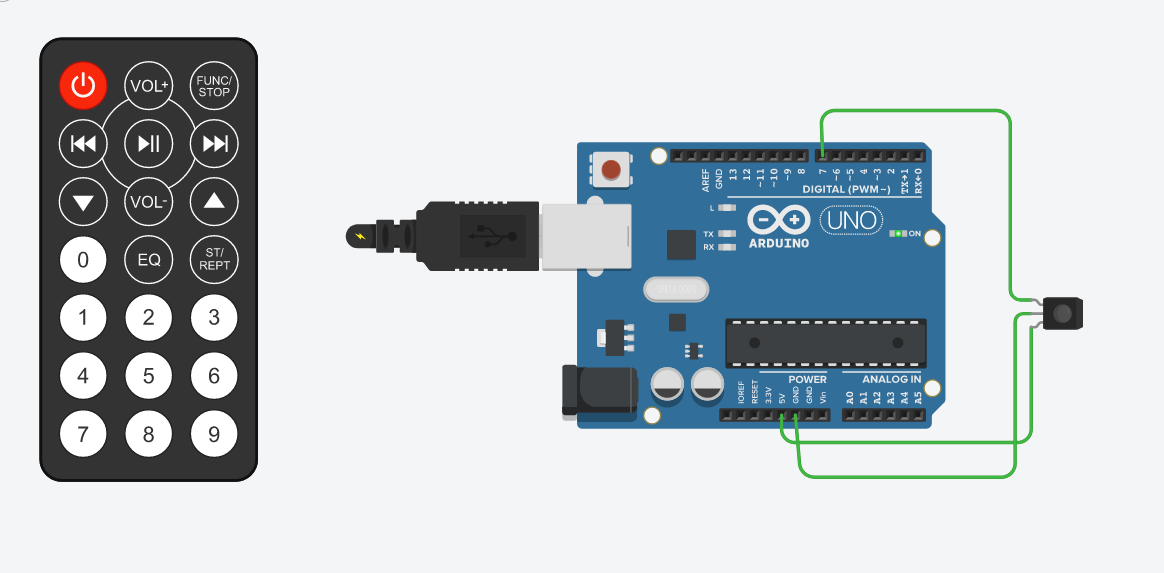 VOL+
FUNC/
STOP
VOL-
0
EQ
ST/
REPT
1
2
3
4
5
6
7
8
9
AREF
GND
13
12
~11
~10
~9
8
7
~6
~5
4
~3
2
TX→1
RX←0
DIGITAL (PWM~)
L
TX
RX
ARDUINO
UNO
ON
POWER
ANALOG IN
IOREF
RESET
3.3V
5V
GND
GND
Vin
A0
A1
A2
A3
A4
A5